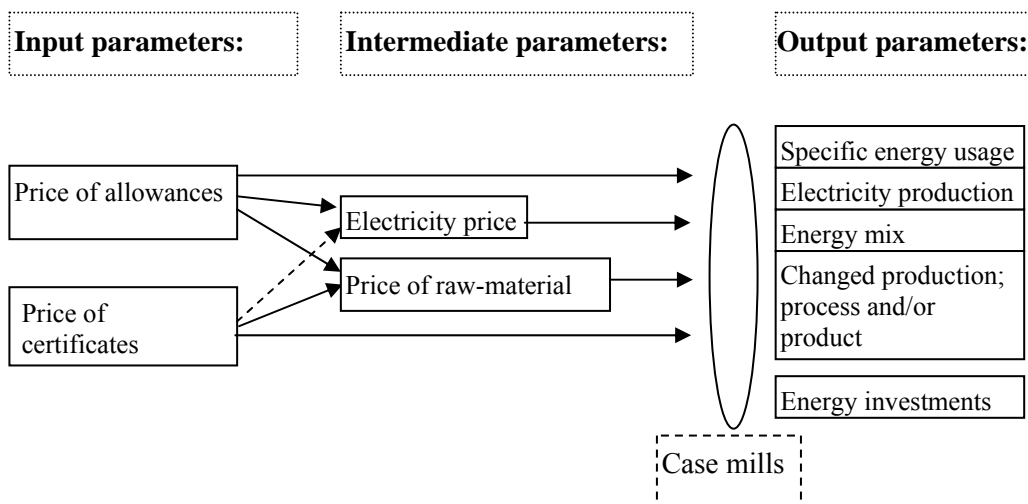 Input parameters:
Intermediate parameters:
Output parameters:
Price of allowances
Price of
certificates
Electricity price
Price of raw-material
Specific energy usage
Electricity production
Energy mix
Changed production;
process and/or
product
Energy investments
Case mills